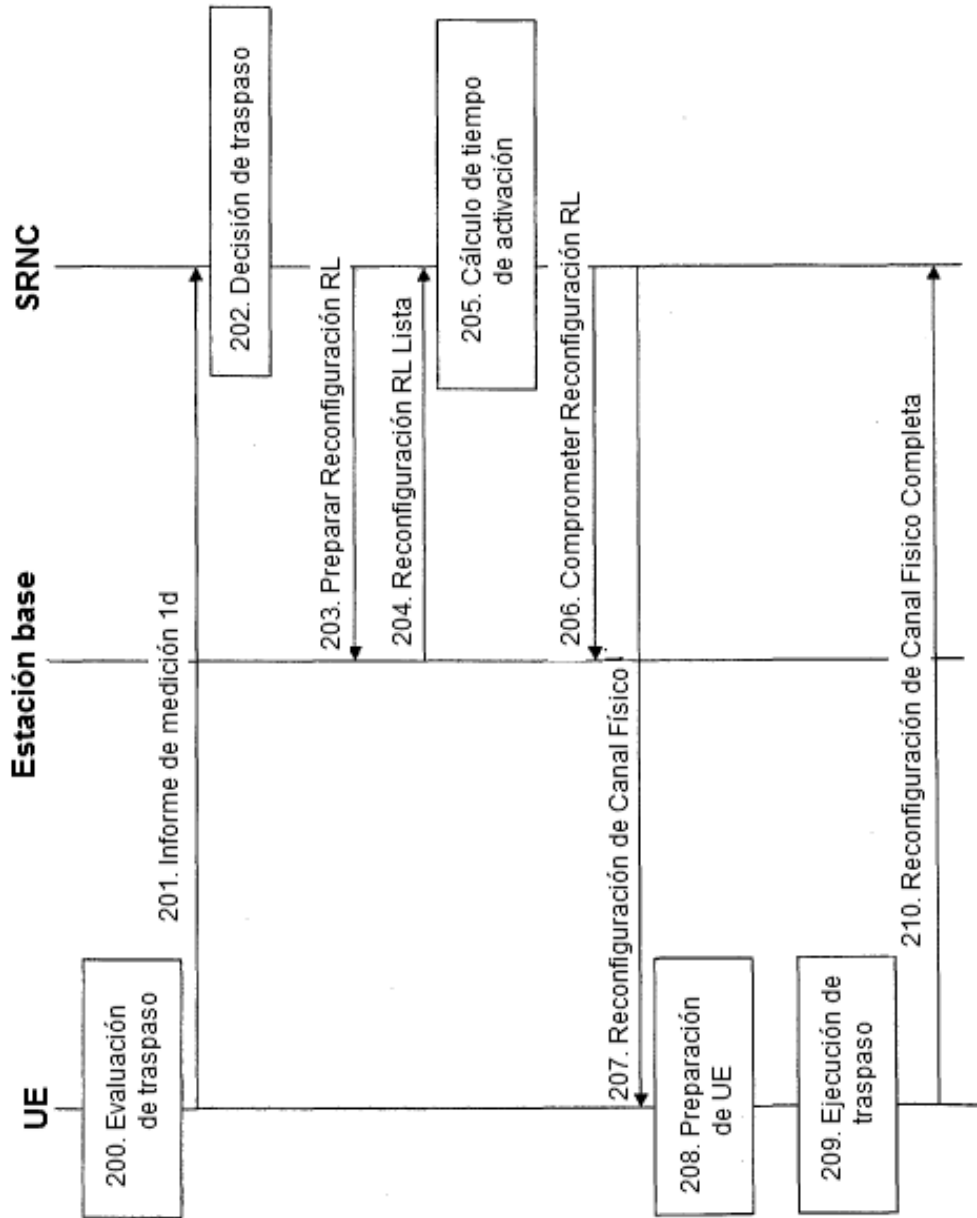 UE
Estación base
SRNC
200. Evaluación
de traspaso
201. Informe de medición 1d
202. Decisión de traspaso
203. Preparar Reconfiguración RL
204. Reconfiguración RL Lista
205. Cálculo de tiempo
de activación
206. Comprometer Reconfiguración RL
207. Reconfiguración de Canal Físico
208. Preparación
de UE
209. Ejecución de
traspaso
210. Reconfiguración de Canal Físico Completa